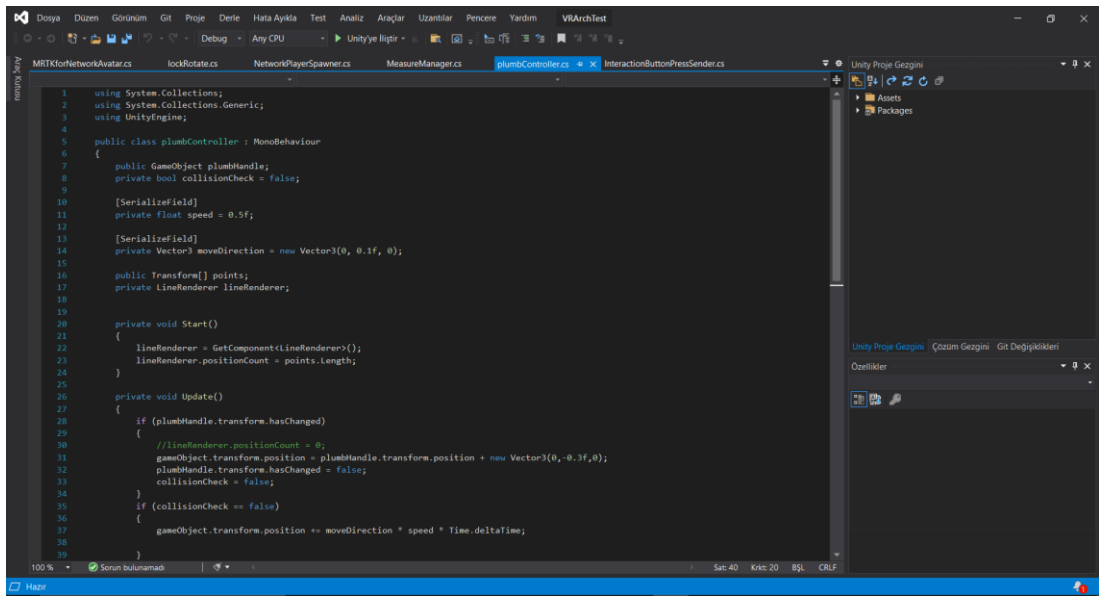 Dosya Düzen Görünüm Git Proje Derle Hata Ayıkla Test Analiz Araçlar Uzantılar Pencere Yardım VRArchTest
Debug Any CPU Unity'ye İliştir
Araç Kutusu
MRTKforNetworkAvatar.cs lockRotate.cs NetworkPlayerSpawner.cs MeasureManager.cs plumbController.cs InteractionButtonPressSender.cs
1 using System.Collections;
2 using System.Collections.Generic;
3 using UnityEngine;
4
5 public class plumbController : MonoBehaviour
6 {
7 public GameObject plumbHandle;
8 private bool collisionCheck = false;
9
10 [SerializeField]
11 private float speed = 0.5f;
12
13 [SerializeField]
14 private Vector3 moveDirection = new Vector3(0, 0.1f, 0);
15
16 public Transform[] points;
17 private LineRenderer lineRenderer;
18
19
20 private void Start()
21 {
22 lineRenderer = GetComponent<LineRenderer>();
23 lineRenderer.positionCount = points.Length;
24 }
25
26 private void Update()
27 {
28 if (plumbHandle.transform.hasChanged)
29 {
30 //lineRenderer.positionCount = 0;
31 gameObject.transform.position = plumbHandle.transform.position + new Vector3(0,-0.3f,0);
32 plumbHandle.transform.hasChanged = false;
33 collisionCheck = false;
34 }
35 if (collisionCheck == false)
36 {
37 gameObject.transform.position += moveDirection * speed * Time.deltaTime;
38
39 }
100 % Sorun bulunamadı Sat: 40 Krkt: 20 BŞL CRLF
Unity Proje Gezgini
Assets
Packages
Unity Proje Gezgini Çözüm Gezgini Git Değişiklikleri
Özellikler
Hazır
1